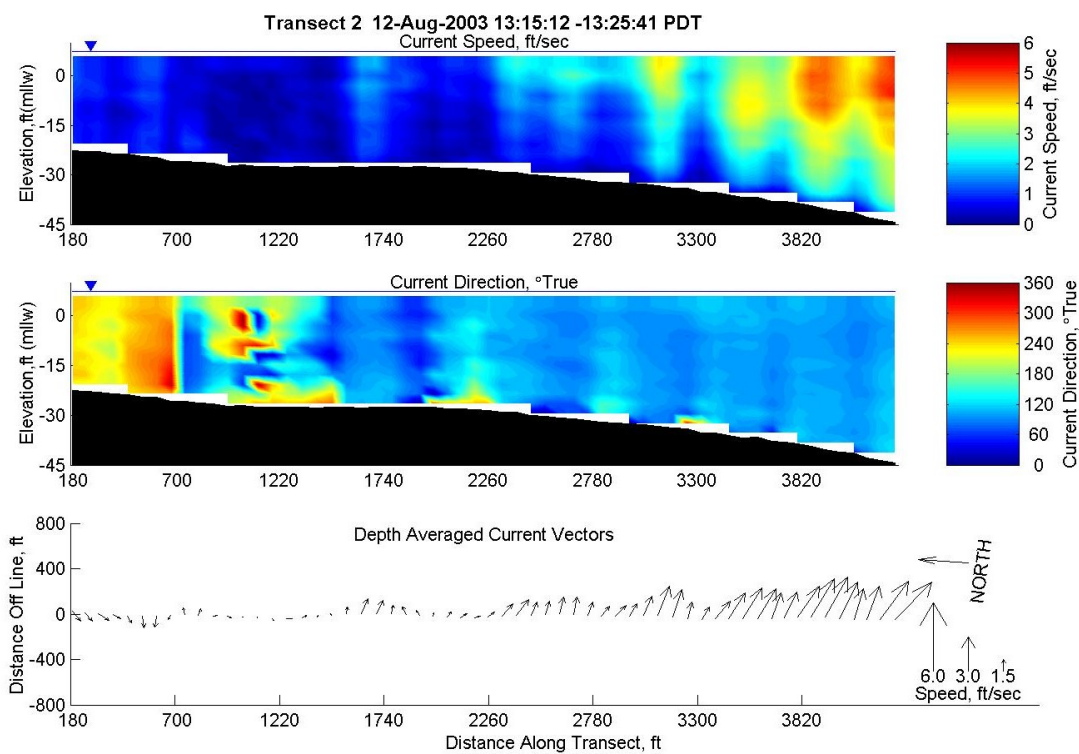 Transect 2 12-Aug-2003 13:15:12 -13:25:41 PDT
Current Speed, ft/sec
Elevation,ft(mllw)
0
-15
-30
-45
180 700 1220 1740 2260 2780 3300 3820
6
5
4
3
2
1
0
Current Speed, ft/sec
Current Direction, °True
Elevation,ft (mllw)
0
-15
-30
-45
180 700 1220 1740 2260 2780 3300 3820
360
300
240
180
120
60
0
Current Direction, °True
Depth Averaged Current Vectors
Distance Off Line, ft
800
400
0
-400
-800
180 700 1220 1740 2260 2780 3300 3820
Distance Along Transect, ft
NORTH
6.0 3.0 1.5
Speed, ft/sec